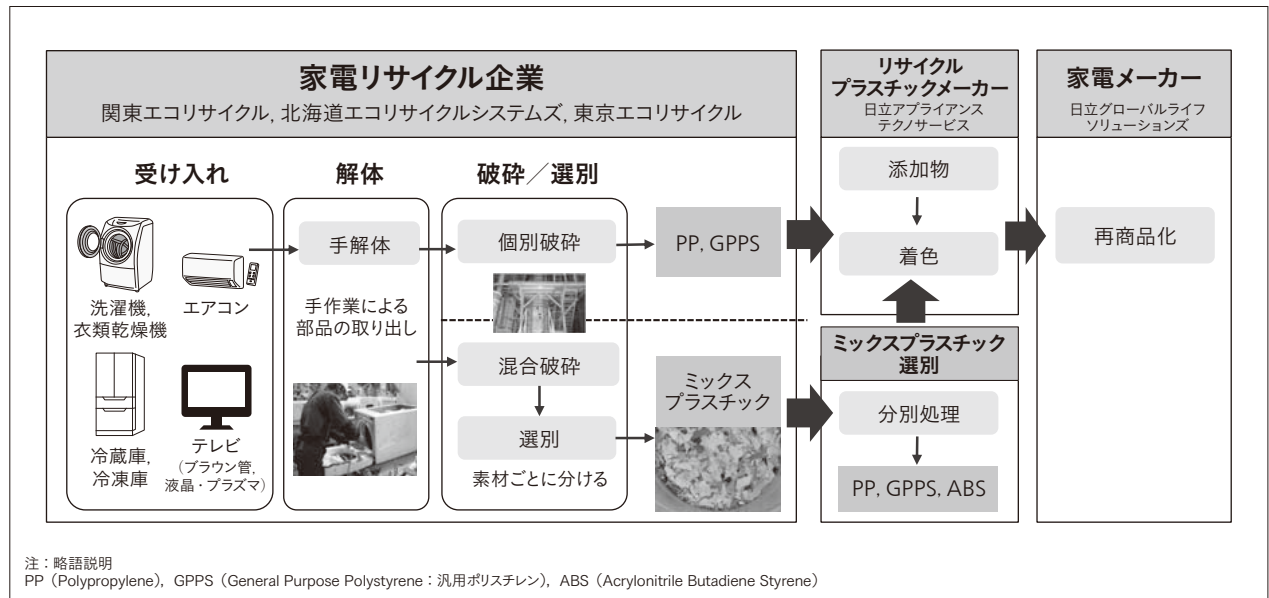 家電リサイクル企業
関東エコリサイクル, 北海道エコリサイクルシステムズ, 東京エコリサイクル
受け入れ
洗濯機,
衣類乾燥機
エアコン
冷蔵庫,
冷凍庫
テレビ
(ブラウン管,
液晶・プラズマ)
解体
手解体
手作業による
部品の取り出し
破砕／選別
個別破砕
混合破砕
選別
素材ごとに分ける
PP, GPPS
ミックス
プラスチック
リサイクル
プラスチックメーカー
日立アプライアンス
テクノサービス
添加物
着色
ミックスプラスチック
選別
分別処理
PP, GPPS, ABS
家電メーカー
日立グローバルライフ
ソリューションズ
再商品化
注：略語説明
PP（Polypropylene），GPPS（General Purpose Polystyrene：汎用ポリスチレン），ABS（Acrylonitrile Butadiene Styrene）